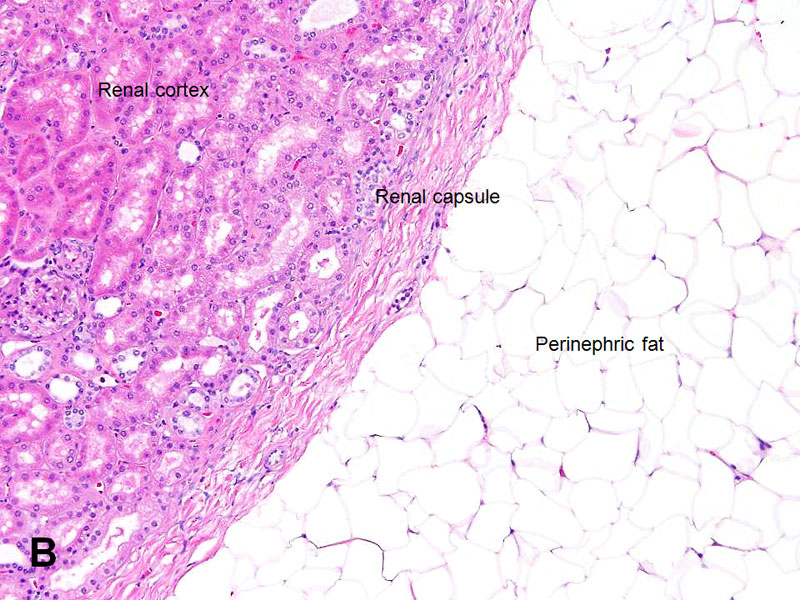 Renal cortex
Renal capsule
Perinephric fat
B